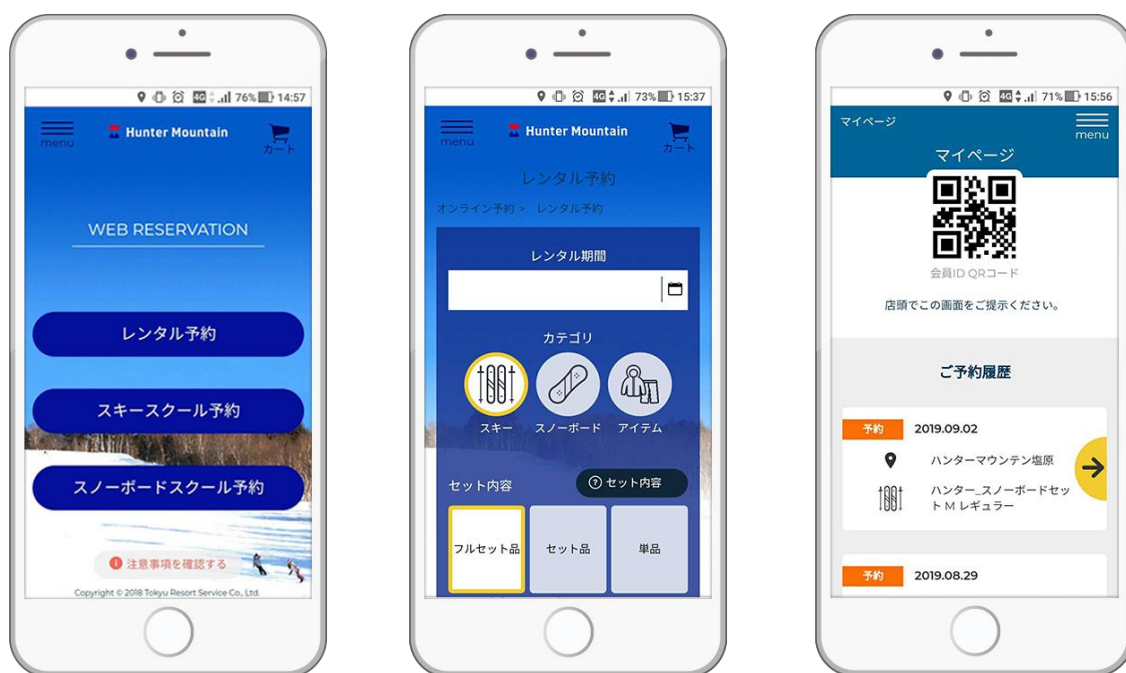 4G 76% 14:57
menu
Hunter Mountain
カート
WEB RESERVATION
レンタル予約
スキースクール予約
スノーボードスクール予約
注意事項を確認する
Copyright © 2018 Tokyu Resort Service Co., Ltd.
4G 73% 15:37
menu
Hunter Mountain
カート
レンタル予約
オンライン予約 > レンタル予約
レンタル期間
カテゴリ
スキー スノーボード アイテム
セット内容 ? セット内容
フルセット品 セット品 単品
4G 71% 15:56
マイページ
menu
マイページ
会員ID QRコード
店頭でこの画面をご提示ください。
ご予約履歴
予約 2019.09.02
ハンターマウンテン塩原
ハンター_スノーボードセッ
ト M レギュラー
予約 2019.08.29